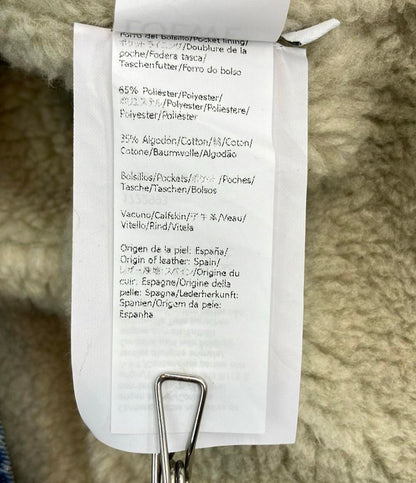 Forro del bolsillo/Pocket lining/
ポケットライニング/Doublure de la
poche/Fodera tasca/
Taschenfutter/Forro do bolso
65% Poliéster/Polyester/
ポリエステル/Polyester/Poliestere/
Polyester/Poliéster
35% Algodón/Cotton/綿/Coton/
Cotone/Baumwolle/Algodão
Bolsillos/Pockets/ポケット/Poches/
Tasche/Taschen/Bolsos
Vacuno/Calfskin/子牛革/Veau/
Vitello/Rind/Vitela
Origen de la piel: España/
Origin of leather: Spain/
レザー原産地: スペイン/Origine du
cuir: Espagne/Origine della
pelle: Spagna/Lederherkunft:
Spanien/Origem da pele:
Espanha